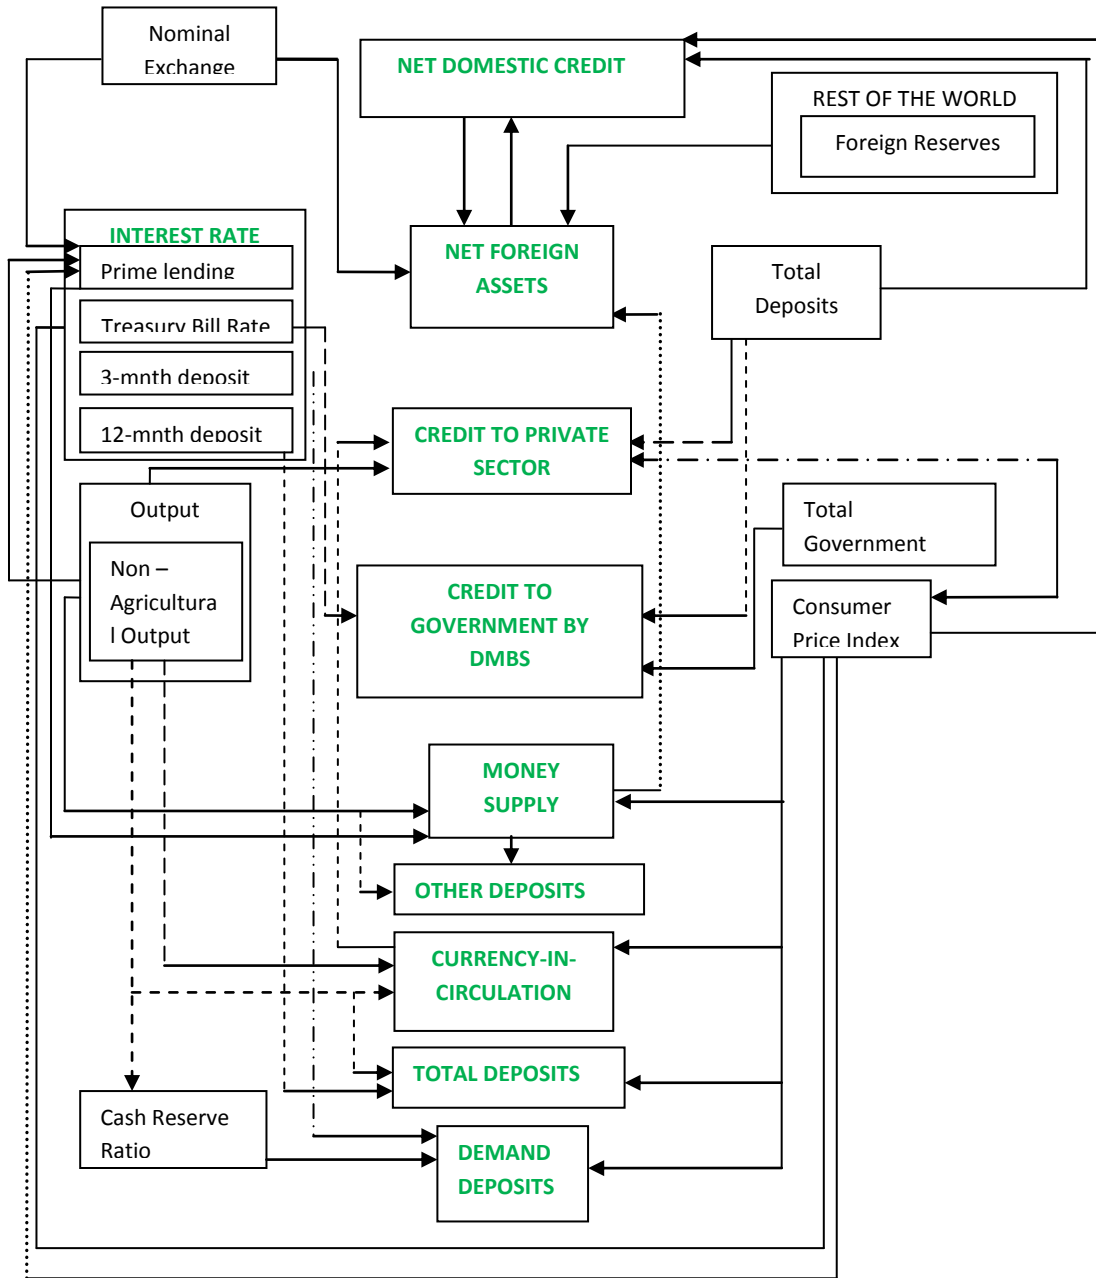 Nominal
Exchange
NET DOMESTIC CREDIT
REST OF THE WORLD
Foreign Reserves
INTEREST RATE
Prime lending
Treasury Bill Rate
3-mnth deposit
12-mnth deposit
NET FOREIGN
ASSETS
Total
Deposits
CREDIT TO PRIVATE
SECTOR
Output
Non –
Agricultura
l Output
Total
Government
CREDIT TO
GOVERNMENT BY
DMBS
Consumer
Price Index
MONEY
SUPPLY
OTHER DEPOSITS
CURRENCY-IN-
CIRCULATION
TOTAL DEPOSITS
Cash Reserve
Ratio
DEMAND
DEPOSITS